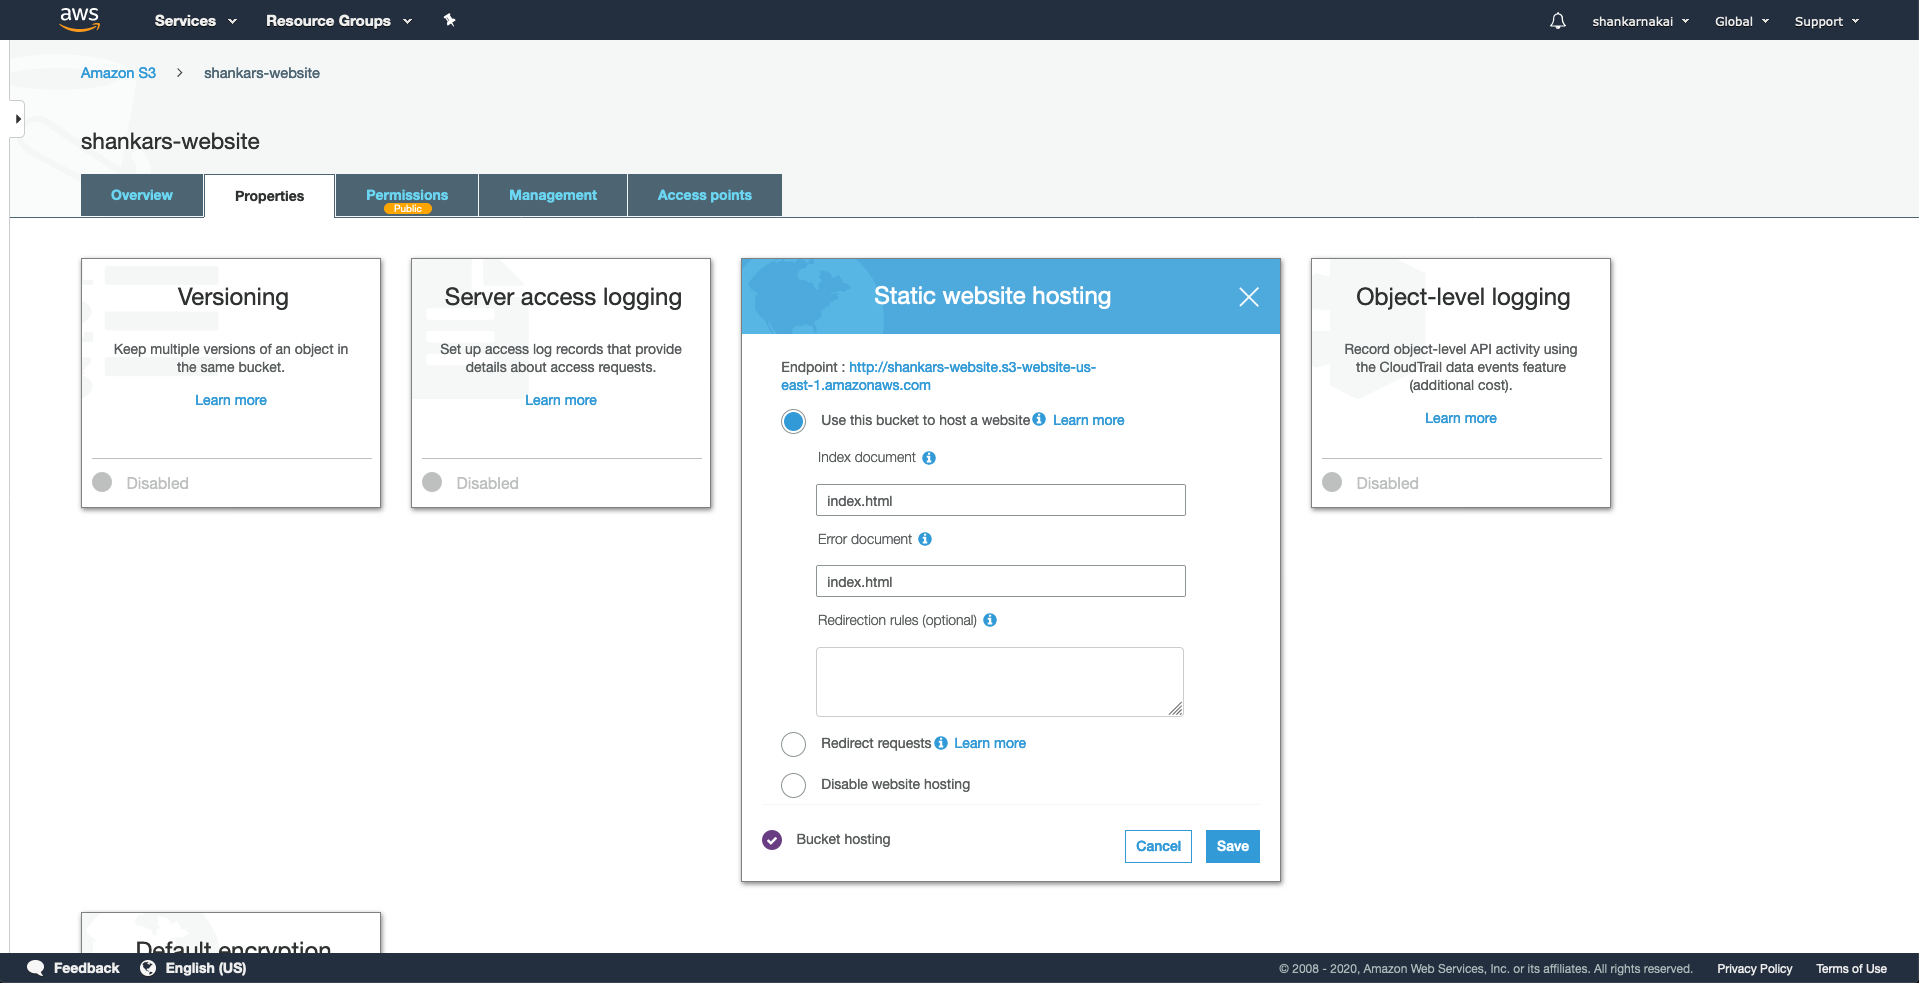 aws
Services
Resource Groups
shankarnakai
Global
Support
Amazon S3
shankars-website
shankars-website
Overview
Properties
Permissions
Public
Management
Access points
Versioning
Keep multiple versions of an object in
the same bucket.
Learn more
Disabled
Server access logging
Set up access log records that provide
details about access requests.
Learn more
Disabled
Static website hosting
Endpoint : http://shankars-website.s3-website-us-
east-1.amazonaws.com
Use this bucket to host a website Learn more
Index document
index.html
Error document
index.html
Redirection rules (optional)
Redirect requests Learn more
Disable website hosting
Bucket hosting
Cancel
Save
Object-level logging
Record object-level API activity using
the CloudTrail data events feature
(additional cost).
Learn more
Disabled
Default encryption
Feedback
English (US)
© 2008 - 2020, Amazon Web Services, Inc. or its affiliates. All rights reserved.
Privacy Policy
Terms of Use